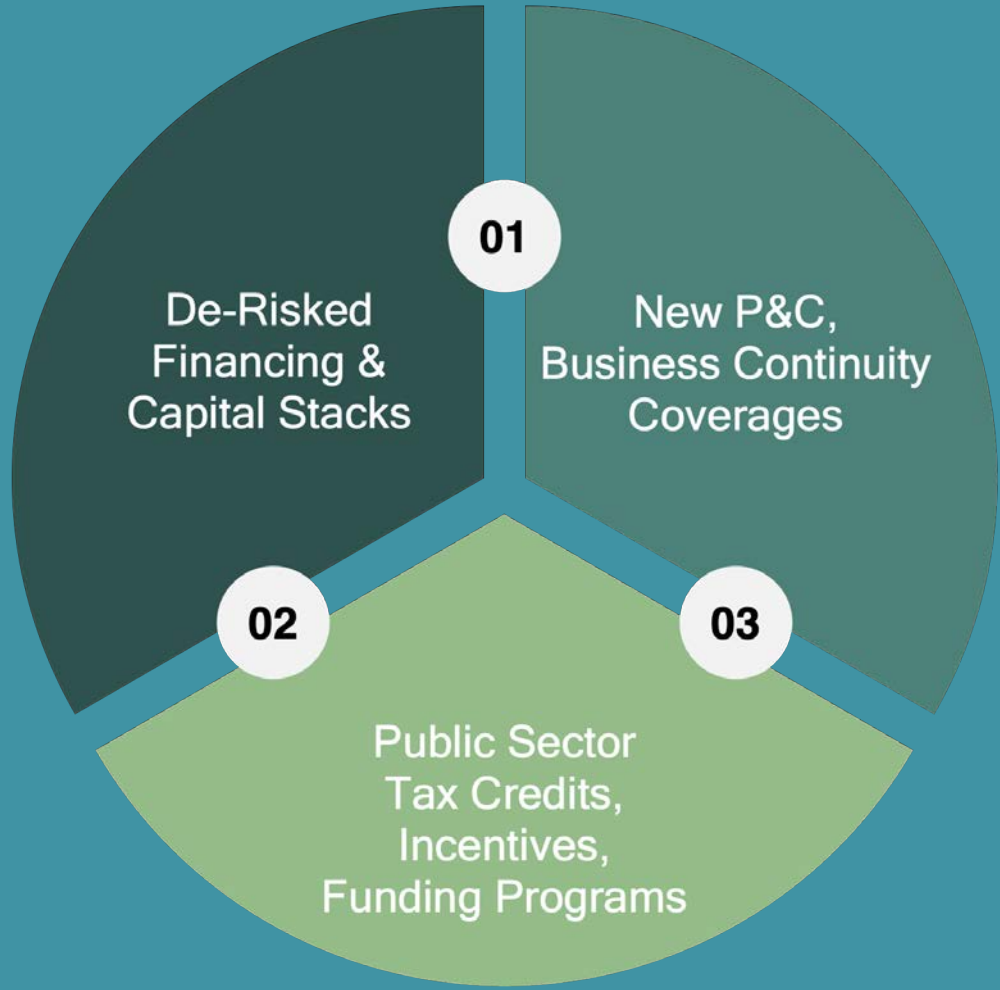 01
De-Risked
Financing &
Capital Stacks
New P&C,
Business Continuity
Coverages
02
03
Public Sector
Tax Credits,
Incentives,
Funding Programs